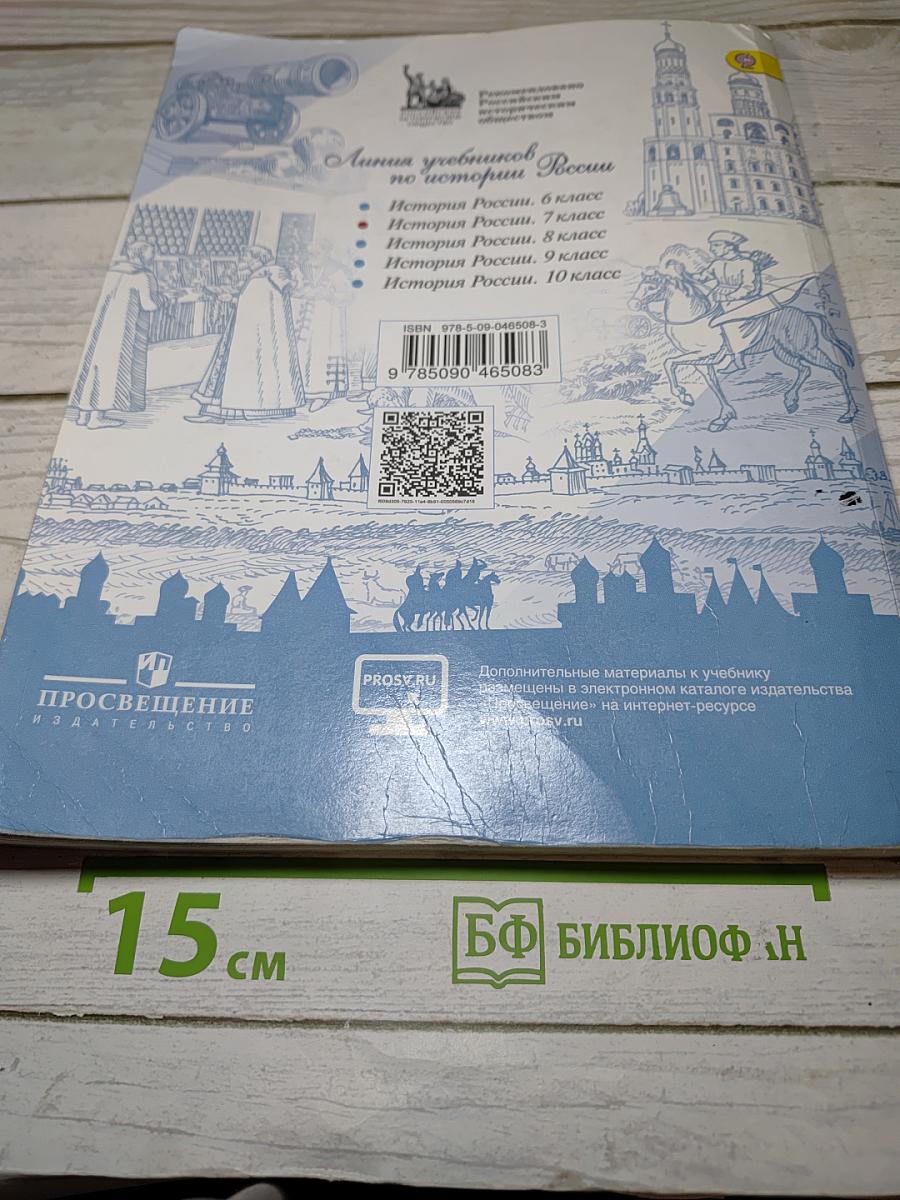 Рекомендовано
Российским
историческим
обществом
Линия учебников
по истории России
История России. 6 класс
История России. 7 класс
История России. 8 класс
История России. 9 класс
История России. 10 класс
ISBN 978-5-09-046508-3
9 785090 465083
ИП
ПРОСВЕЩЕНИЕ
ИЗДАТЕЛЬСТВО
PROSV.RU
Дополнительные материалы к учебнику
размещены в электронном каталоге издательства
«Просвещение» на интернет-ресурсе
www.prosv.ru
15 см
БФ БИБЛИОФ Н